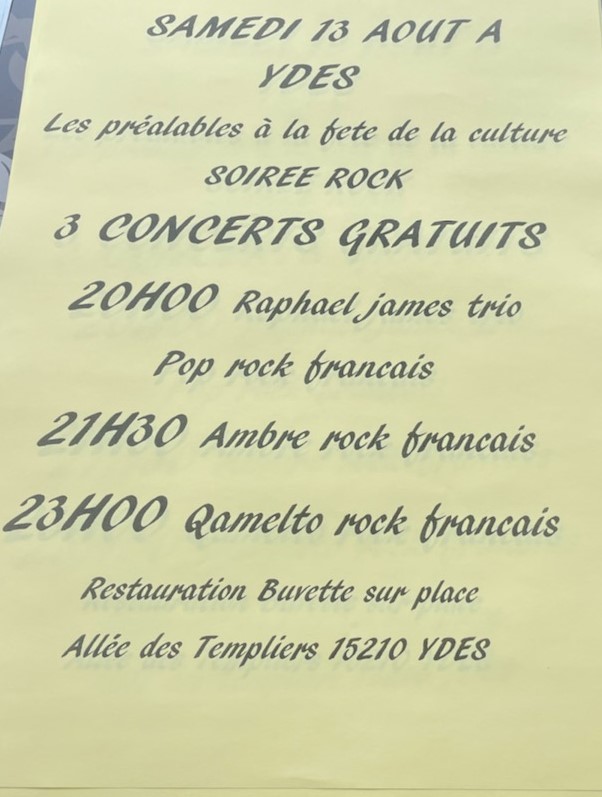 SAMEDI 13 AOUT A
YDES
Les préalables à la fete de la culture
SOIREE ROCK
3 CONCERTS GRATUITS
20H00 Raphael james trio
Pop rock francais
21H30 Ambre rock francais
23H00 Qamelto rock francais
Restauration Buvette sur place
Allée des Templiers 15210 YDES